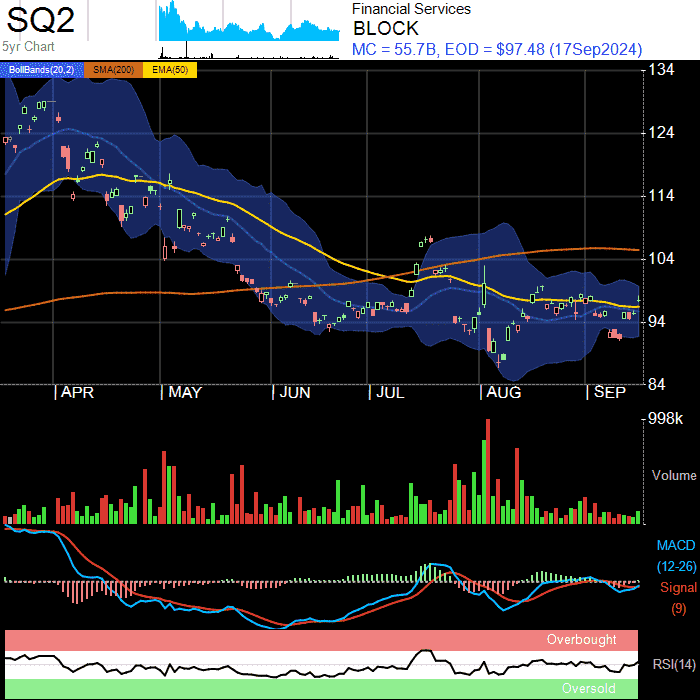 SQ2
5yr Chart
Financial Services
BLOCK
MC = 55.7B, EOD = $97.48 (17Sep2024)
BollBands(20,2) SMA(200) EMA(50)
134
124
114
104
94
84
APR MAY JUN JUL AUG SEP
998k
Volume
MACD
(12-26)
Signal
(9)
Overbought
RSI(14)
Oversold